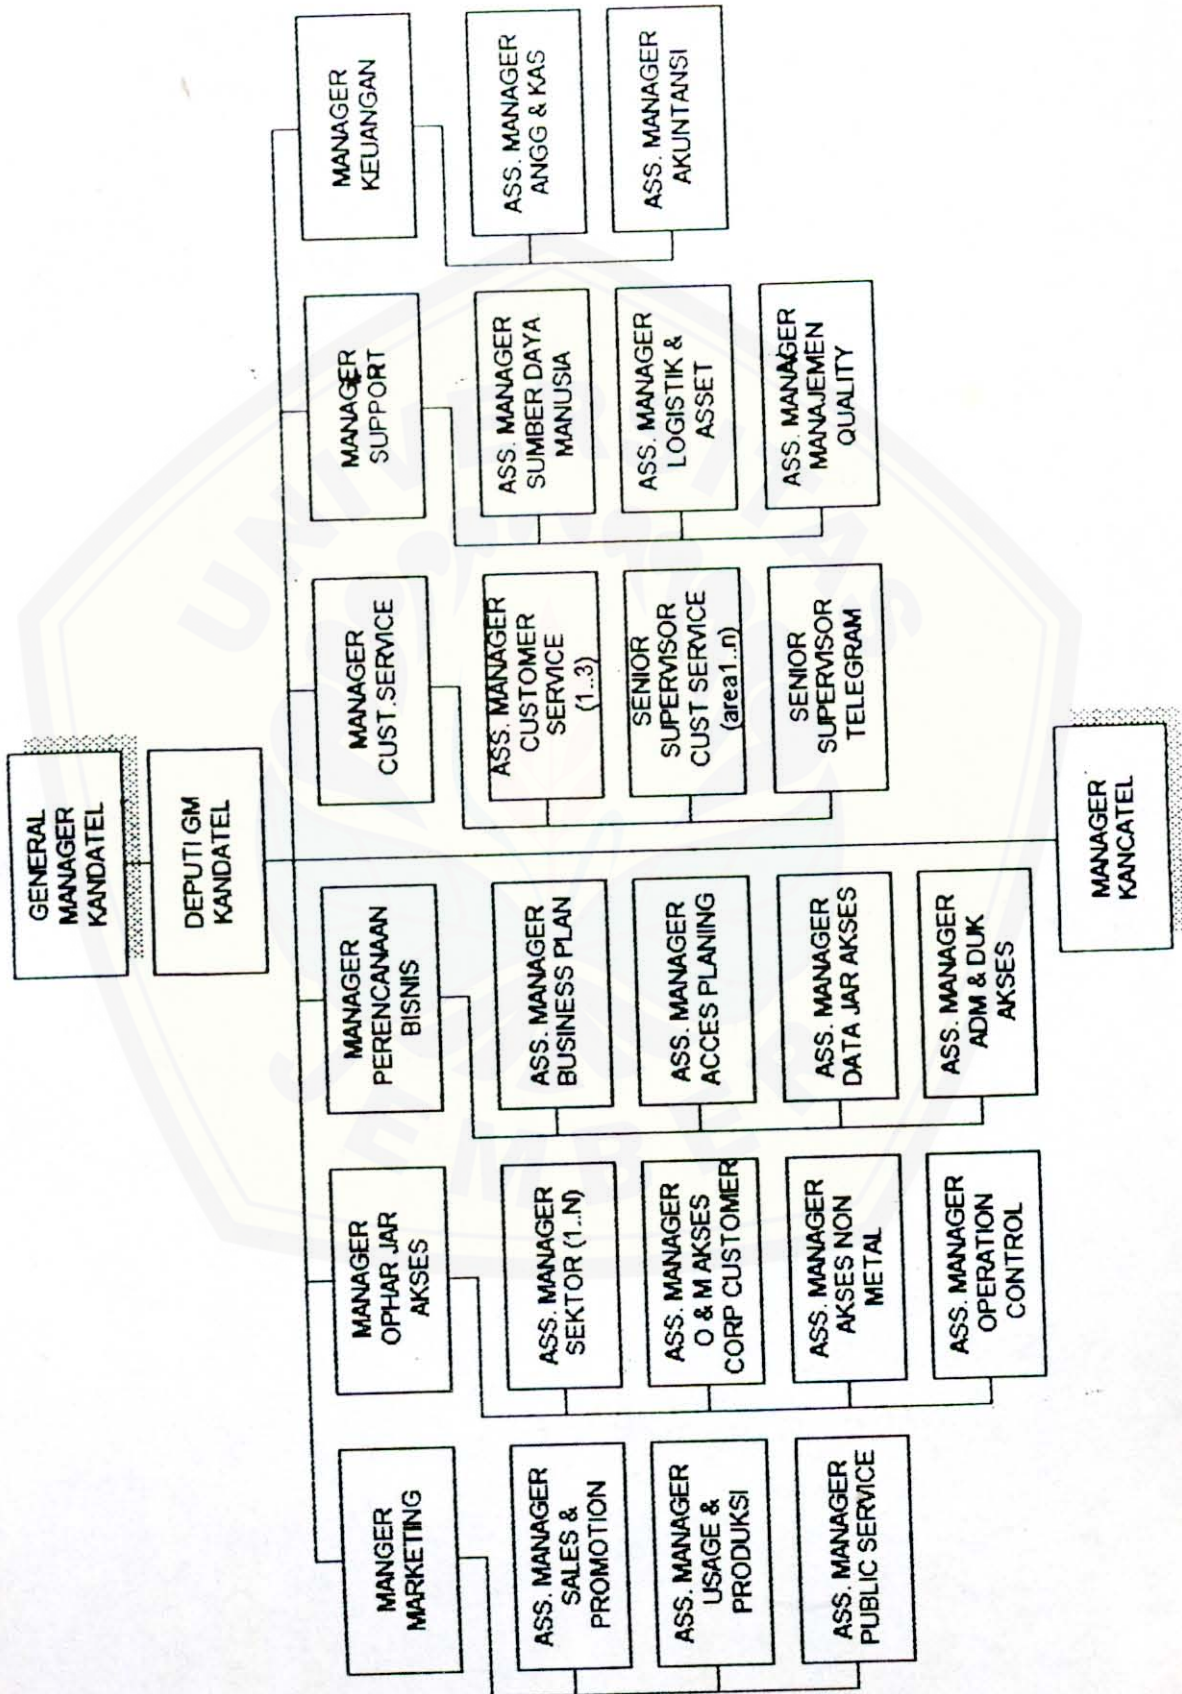 GENERAL
MANAGER
KANDATEL
DEPUTI GM
KANDATEL
MANGER
MARKETING
ASS. MANAGER
SALES &
PROMOTION
ASS. MANAGER
USAGE &
PRODUKSI
ASS. MANAGER
PUBLIC SERVICE
MANAGER
OPHAR JAR
AKSES
ASS. MANAGER
SEKTOR (1..N)
ASS. MANAGER
O & M AKSES
CORP CUSTOMER
ASS. MANAGER
AKSES NON
METAL
ASS. MANAGER
OPERATION
CONTROL
MANAGER
PERENCANAAN
BISNIS
ASS. MANAGER
BUSINESS PLAN
ASS. MANAGER
ACCES PLANING
ASS. MANAGER
DATA JAR AKSES
ASS. MANAGER
ADM & DUK
AKSES
MANAGER
CUST.SERVICE
ASS. MANAGER
CUSTOMER
SERVICE
(1..3)
SENIOR
SUPERVISOR
CUST SERVICE
(area1..n)
SENIOR
SUPERVISOR
TELEGRAM
MANAGER
SUPPORT
ASS. MANAGER
SUMBER DAYA
MANUSIA
ASS. MANAGER
LOGISTIK &
ASSET
ASS. MANAGER
MANAJEMEN
QUALITY
MANAGER
KEUANGAN
ASS. MANAGER
ANGG & KAS
ASS. MANAGER
AKUNTANSI
MANAGER
KANCATEL
UNIVERSITAS
JEMBER